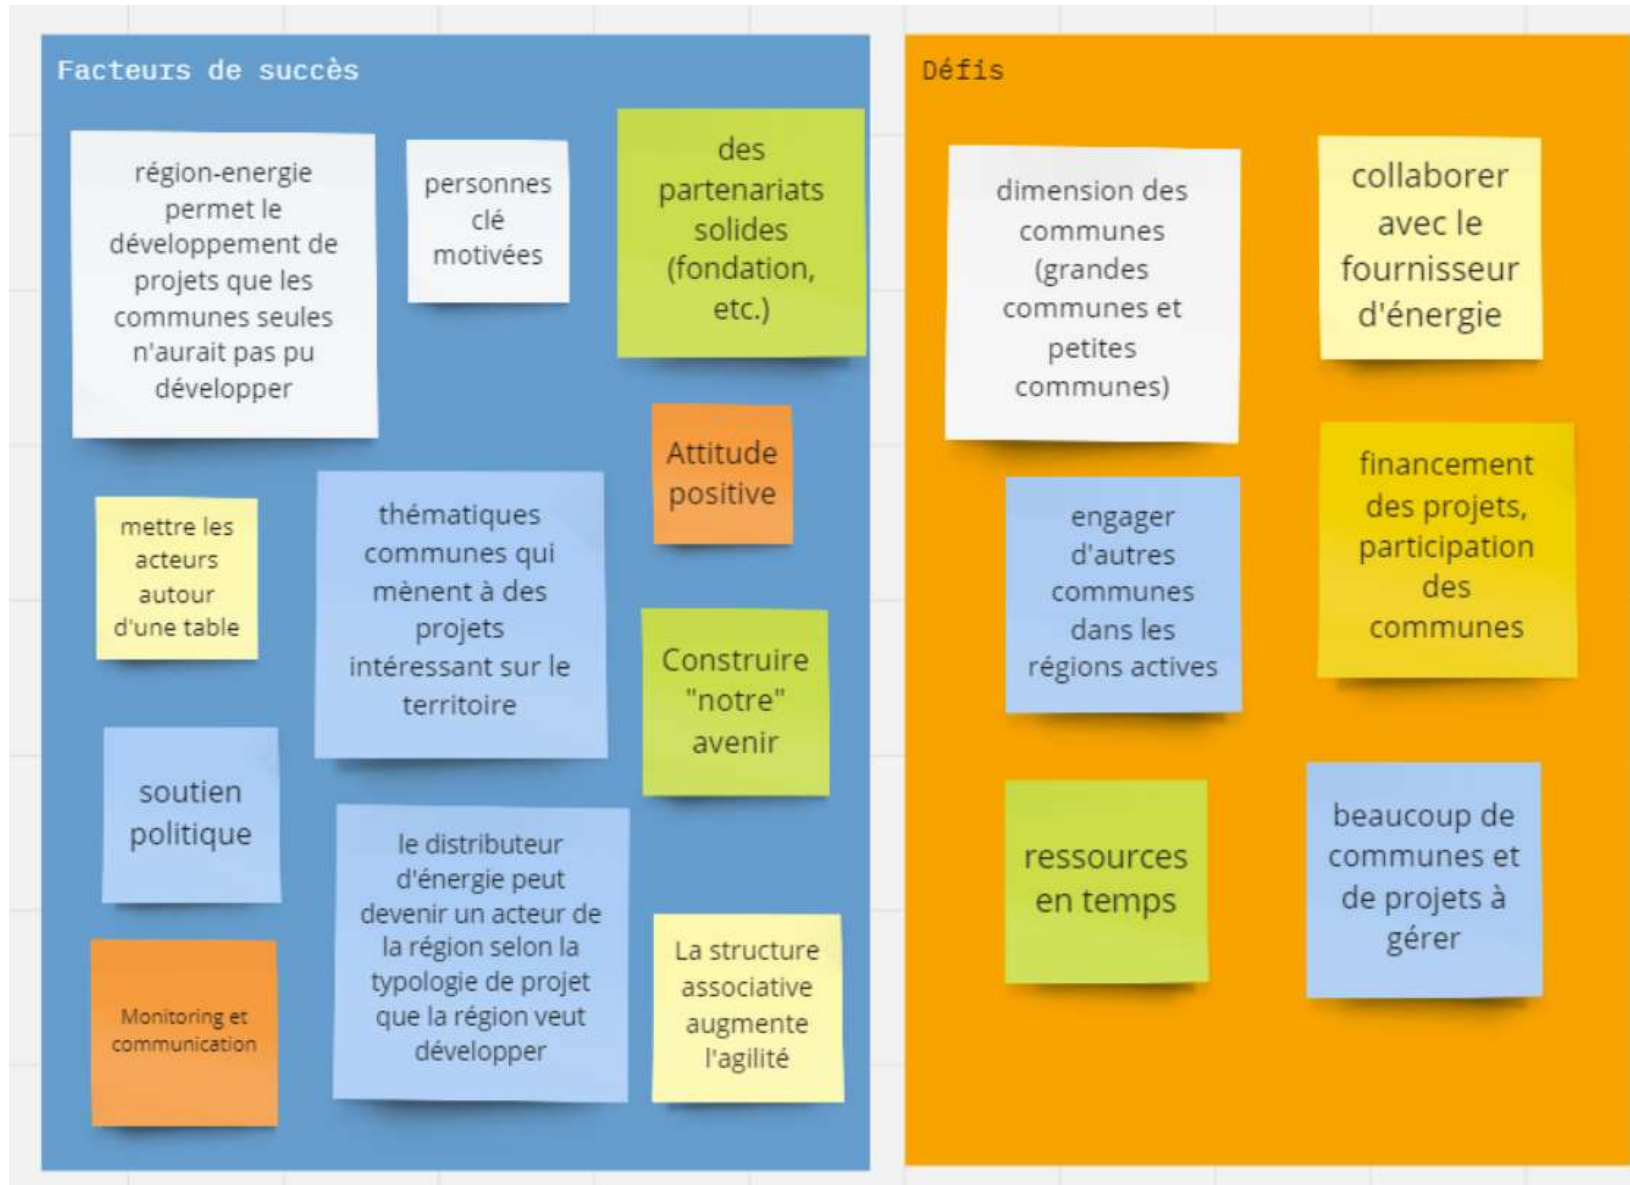 Facteurs de succès
région-energie
permet le
développement de
projets que les
communes seules
n'aurait pas pu
développer
personnes
clé
motivées
des
partenariats
solides
(fondation,
etc.)
Attitude
positive
mettre les
acteurs
autour
d'une table
thématiques
communes qui
mènent à des
projets
intéressant sur le
territoire
Construire
"notre"
avenir
soutien
politique
le distributeur
d'énergie peut
devenir un acteur de
la région selon la
typologie de projet
que la région veut
développer
La structure
associative
augmente
l'agilité
Monitoring et
communication
Défis
dimension des
communes
(grandes
communes et
petites
communes)
collaborer
avec le
fournisseur
d'énergie
engager
d'autres
communes
dans les
régions actives
financement
des projets,
participation
des
communes
ressources
en temps
beaucoup de
communes et
de projets à
gérer